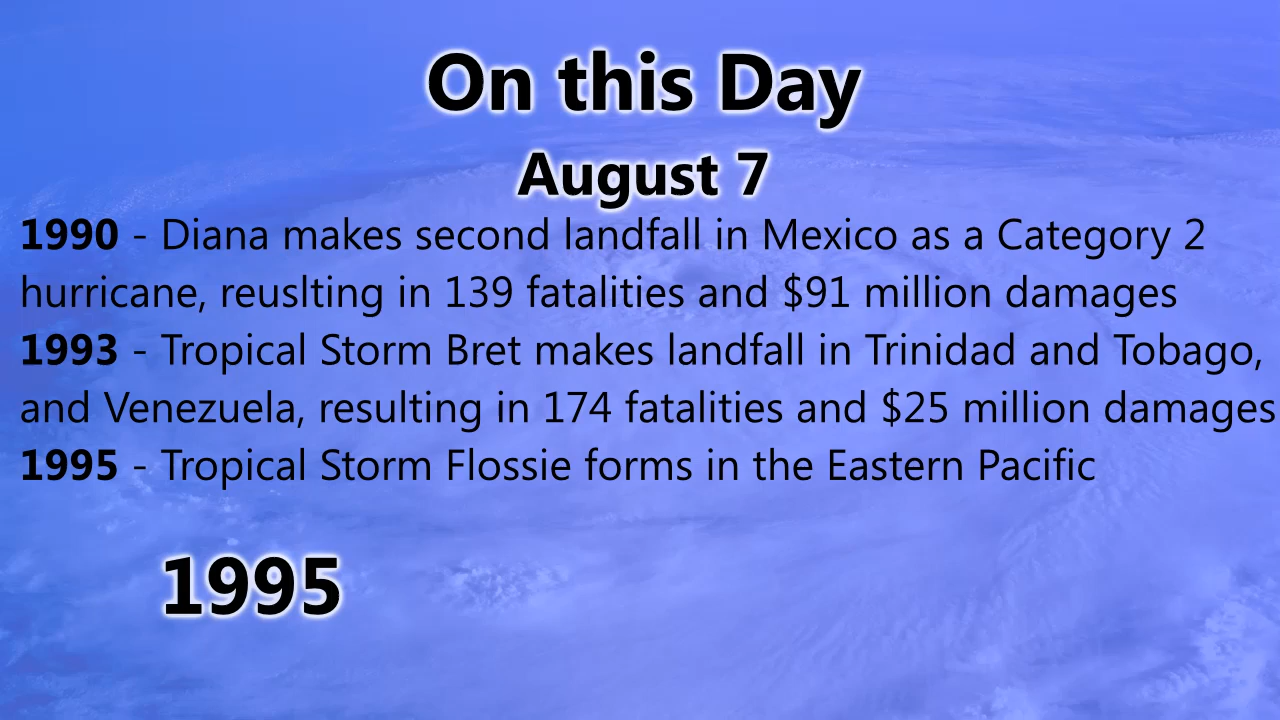 On this Day
August 7
1990 - Diana makes second landfall in Mexico as a Category 2
hurricane, reuslting in 139 fatalities and $91 million damages
1993 - Tropical Storm Bret makes landfall in Trinidad and Tobago,
and Venezuela, resulting in 174 fatalities and $25 million damages
1995 - Tropical Storm Flossie forms in the Eastern Pacific
1995